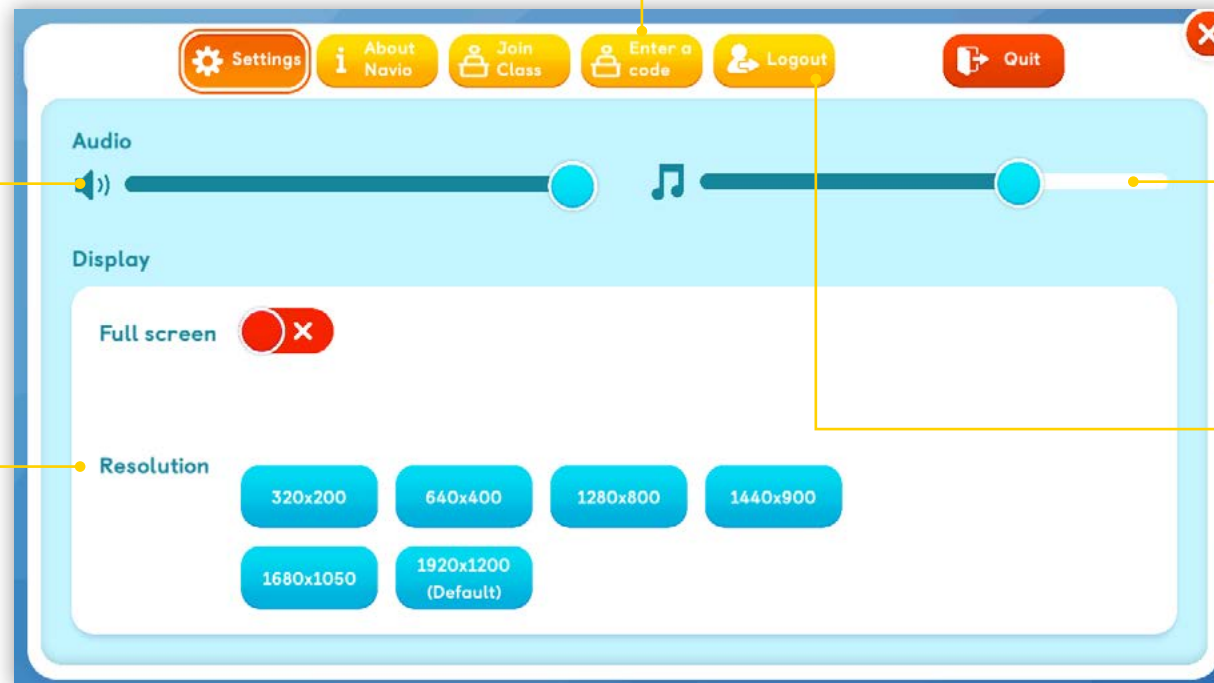 Settings
About
Navio
Join
Class
Enter a
code
Logout
Quit
Audio
Display
Full screen
Resolution
320x200
640x400
1280x800
1440x900
1680x1050
1920x1200
(Default)